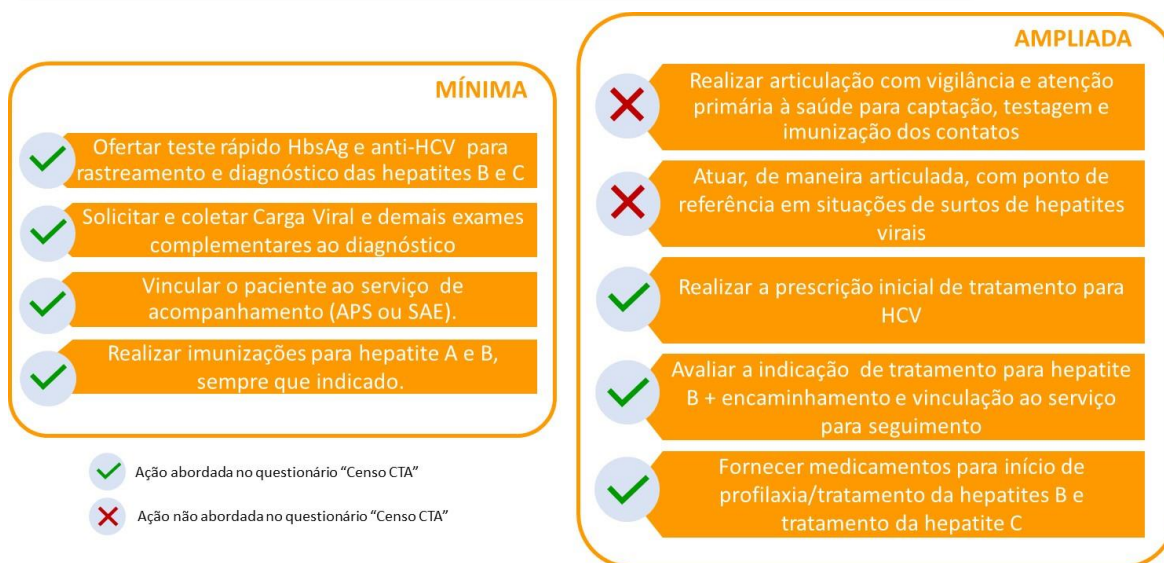 MÍNIMA
Ofertar teste rápido HbsAg e anti-HCV para
rastreamento e diagnóstico das hepatites B e C
Solicitar e coletar Carga Viral e demais exames
complementares ao diagnóstico
Vincular o paciente ao serviço de
acompanhamento (APS ou SAE).
Realizar imunizações para hepatite A e B,
sempre que indicado.
Ação abordada no questionário “Censo CTA”
Ação não abordada no questionário “Censo CTA”
AMPLIADA
Realizar articulação com vigilância e atenção
primária à saúde para captação, testagem e
imunização dos contatos
Atuar, de maneira articulada, com ponto de
referência em situações de surtos de hepatites
virais
Realizar a prescrição inicial de tratamento para
HCV
Avaliar a indicação de tratamento para hepatite
B + encaminhamento e vinculação ao serviço
para seguimento
Fornecer medicamentos para início de
profilaxia/tratamento da hepatites B e
tratamento da hepatite C